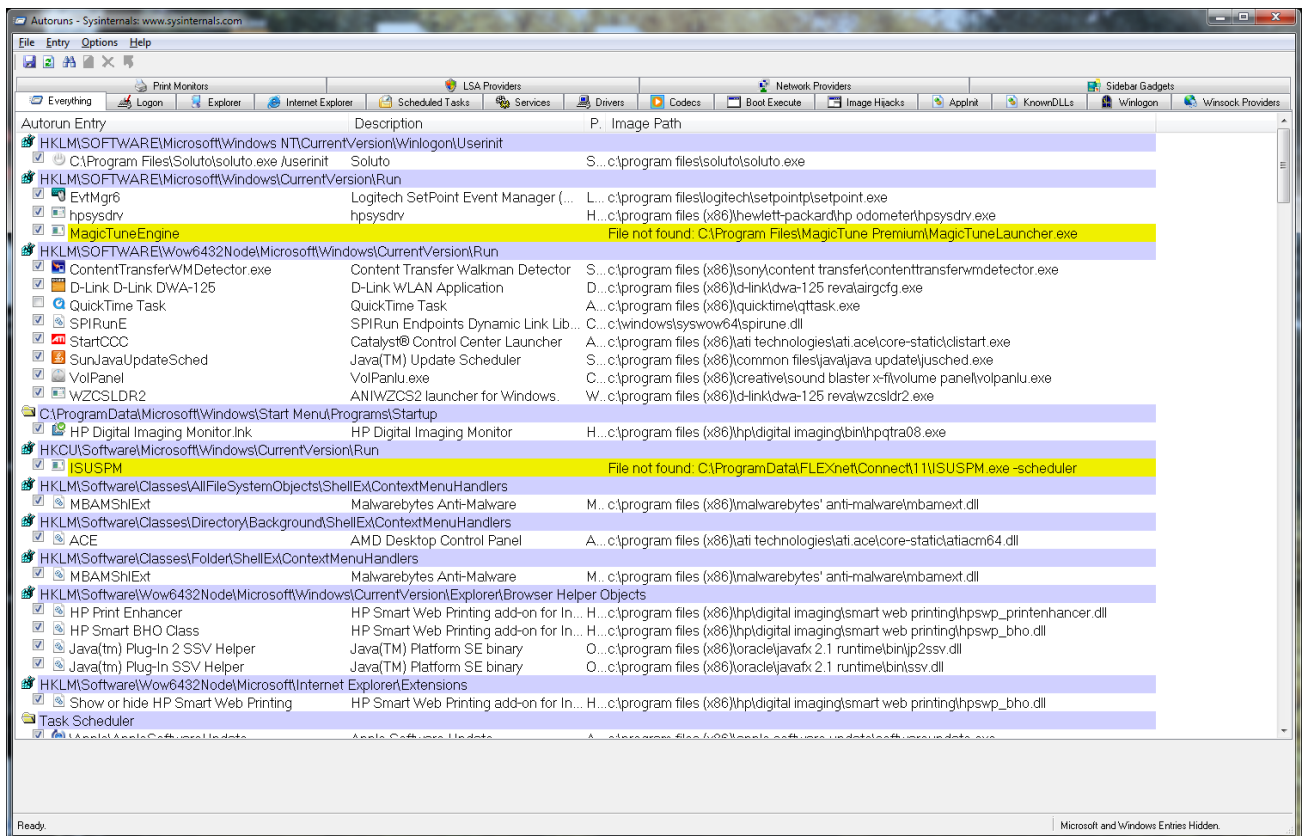 Autoruns - Sysinternals: www.sysinternals.com
File Entry Options Help
Print Monitors LSA Providers Network Providers Sidebar Gadgets
Everything Logon Explorer Internet Explorer Scheduled Tasks Services Drivers Codecs Boot Execute Image Hijacks AppInit KnownDLLs Winlogon Winsock Providers
Autorun Entry Description P. Image Path
HKLM\SOFTWARE\Microsoft\Windows NT\CurrentVersion\Winlogon\Userinit
C:\Program Files\Soluto\soluto.exe /userinit Soluto S... c:\program files\soluto\soluto.exe
HKLM\SOFTWARE\Microsoft\Windows\CurrentVersion\Run
EvtMgr6 Logitech SetPoint Event Manager (... L... c:\program files\logitech\setpointp\setpoint.exe
hpsysdrv hpsysdrv H... c:\program files (x86)\hewlett-packard\hp odometer\hpsysdrv.exe
MagicTuneEngine File not found: C:\Program Files\MagicTune Premium\MagicTuneLauncher.exe
HKLM\SOFTWARE\Wow6432Node\Microsoft\Windows\CurrentVersion\Run
ContentTransferWMDetector.exe Content Transfer Walkman Detector S... c:\program files (x86)\sony\content transfer\contenttransferwmdetector.exe
D-Link D-Link DWA-125 D-Link WLAN Application D... c:\program files (x86)\d-link\dwa-125 reva\airgcfg.exe
QuickTime Task QuickTime Task A... c:\program files (x86)\quicktime\qttask.exe
SPIRunE SPIRun Endpoints Dynamic Link Lib... C... c:\windows\syswow64\spirune.dll
StartCCC Catalyst® Control Center Launcher A... c:\program files (x86)\ati technologies\ati.ace\core-static\clistart.exe
SunJavaUpdateSched Java(TM) Update Scheduler S... c:\program files (x86)\common files\java\java update\jusched.exe
VolPanel VolPanlu.exe C... c:\program files (x86)\creative\sound blaster x-fi\volume panel\volpanlu.exe
WZCSLDR2 ANIWZCS2 launcher for Windows. W... c:\program files (x86)\d-link\dwa-125 reva\wzcsldr2.exe
C:\ProgramData\Microsoft\Windows\Start Menu\Programs\Startup
HP Digital Imaging Monitor.lnk HP Digital Imaging Monitor H... c:\program files (x86)\hp\digital imaging\bin\hpqtra08.exe
HKCU\Software\Microsoft\Windows\CurrentVersion\Run
ISUSPM File not found: C:\ProgramData\FLEXnet\Connect\11\ISUSPM.exe -scheduler
HKLM\Software\Classes\AllFileSystemObjects\ShellEx\ContextMenuHandlers
MBAMShlExt Malwarebytes Anti-Malware M... c:\program files (x86)\malwarebytes' anti-malware\mbamext.dll
HKLM\Software\Classes\Directory\Background\ShellEx\ContextMenuHandlers
ACE AMD Desktop Control Panel A... c:\program files (x86)\ati technologies\ati.ace\core-static\atiacm64.dll
HKLM\Software\Classes\Folder\ShellEx\ContextMenuHandlers
MBAMShlExt Malwarebytes Anti-Malware M... c:\program files (x86)\malwarebytes' anti-malware\mbamext.dll
HKLM\Software\Wow6432Node\Microsoft\Windows\CurrentVersion\Explorer\Browser Helper Objects
HP Print Enhancer HP Smart Web Printing add-on for In... H... c:\program files (x86)\hp\digital imaging\smart web printing\hpswp_printenhancer.dll
HP Smart BHO Class HP Smart Web Printing add-on for In... H... c:\program files (x86)\hp\digital imaging\smart web printing\hpswp_bho.dll
Java(tm) Plug-In 2 SSV Helper Java(TM) Platform SE binary O... c:\program files (x86)\oracle\javafx 2.1 runtime\bin\jp2ssv.dll
Java(tm) Plug-In SSV Helper Java(TM) Platform SE binary O... c:\program files (x86)\oracle\javafx 2.1 runtime\bin\ssv.dll
HKLM\Software\Wow6432Node\Microsoft\Internet Explorer\Extensions
Show or hide HP Smart Web Printing HP Smart Web Printing add-on for In... H... c:\program files (x86)\hp\digital imaging\smart web printing\hpswp_bho.dll
Task Scheduler
\Apple\AppleSoftwareUpdate Apple Software Update A... c:\program files (x86)\apple software update\softwareupdate.exe
Ready. Microsoft and Windows Entries Hidden.